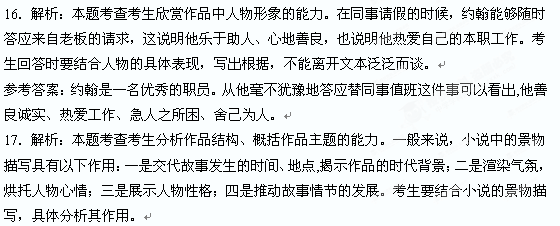 16．解析：本题考查考生欣赏作品中人物形象的能力。在同事请假的时候，约翰能够随时
答应来自老板的请求，这说明他乐于助人、心地善良，也说明他热爱自己的本职工作。考
生回答时要结合人物的具体表现，写出根据，不能离开文本泛泛而谈。
参考答案：约翰是一名优秀的职员。从他毫不犹豫地答应替同事值班这件事可以看出,他善
良诚实、热爱工作、急人之所困、舍己为人。
17．解析：本题考查考生分析作品结构、概括作品主题的能力。一般来说，小说中的景物
描写具有以下作用：一是交代故事发生的时间、地点,揭示作品的时代背景；二是渲染气氛，
烘托人物心情；三是展示人物性格；四是推动故事情节的发展。考生要结合小说的景物描
写，具体分析其作用。